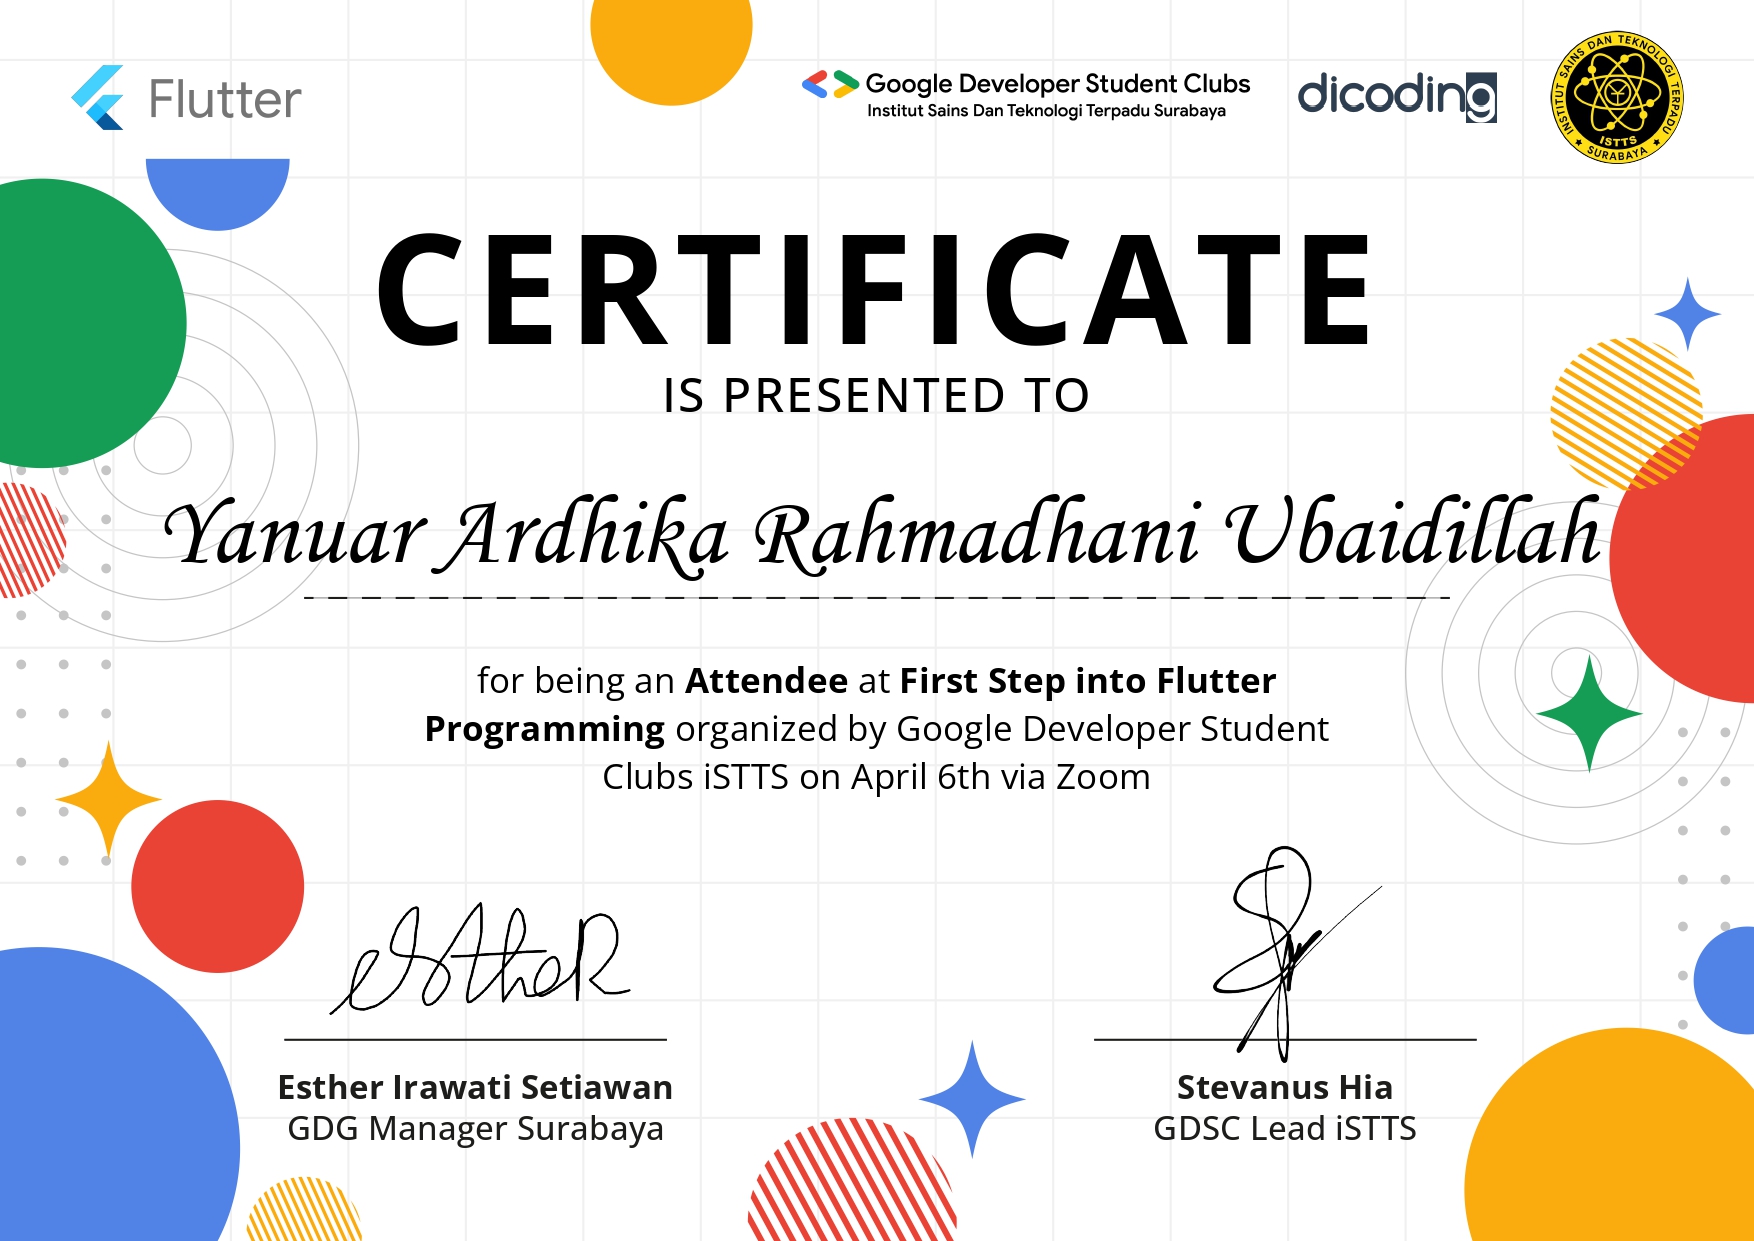 Flutter
Google Developer Student Clubs
Institut Sains Dan Teknologi Terpadu Surabaya
dicoding
INSTITUT SAINS DAN TEKNOLOGI TERPADU
ISTTS
SURABAYA
CERTIFICATE
IS PRESENTED TO
Yanuar Ardhika Rahmadhani Ubaidillah
for being an Attendee at First Step into Flutter
Programming organized by Google Developer Student
Clubs iSTTS on April 6th via Zoom
EstheR
Esther Irawati Setiawan
GDG Manager Surabaya
Stevanus Hia
GDSC Lead iSTTS